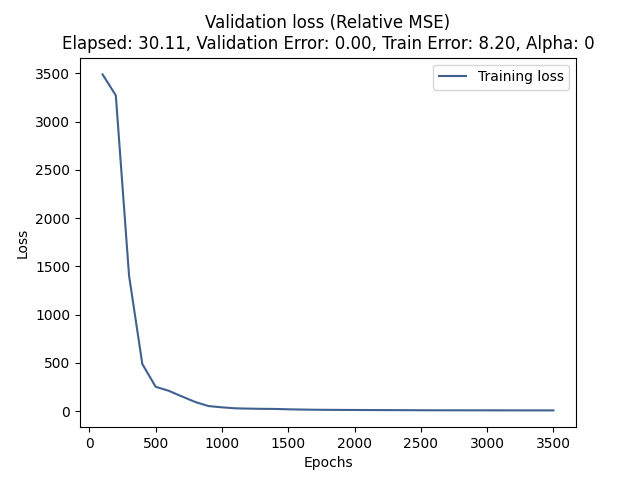 Validation loss (Relative MSE)
Elapsed: 30.11, Validation Error: 0.00, Train Error: 8.20, Alpha: 0
Training loss
3500
3000
2500
2000
1500
1000
500
0
Loss
0 500 1000 1500 2000 2500 3000 3500
Epochs